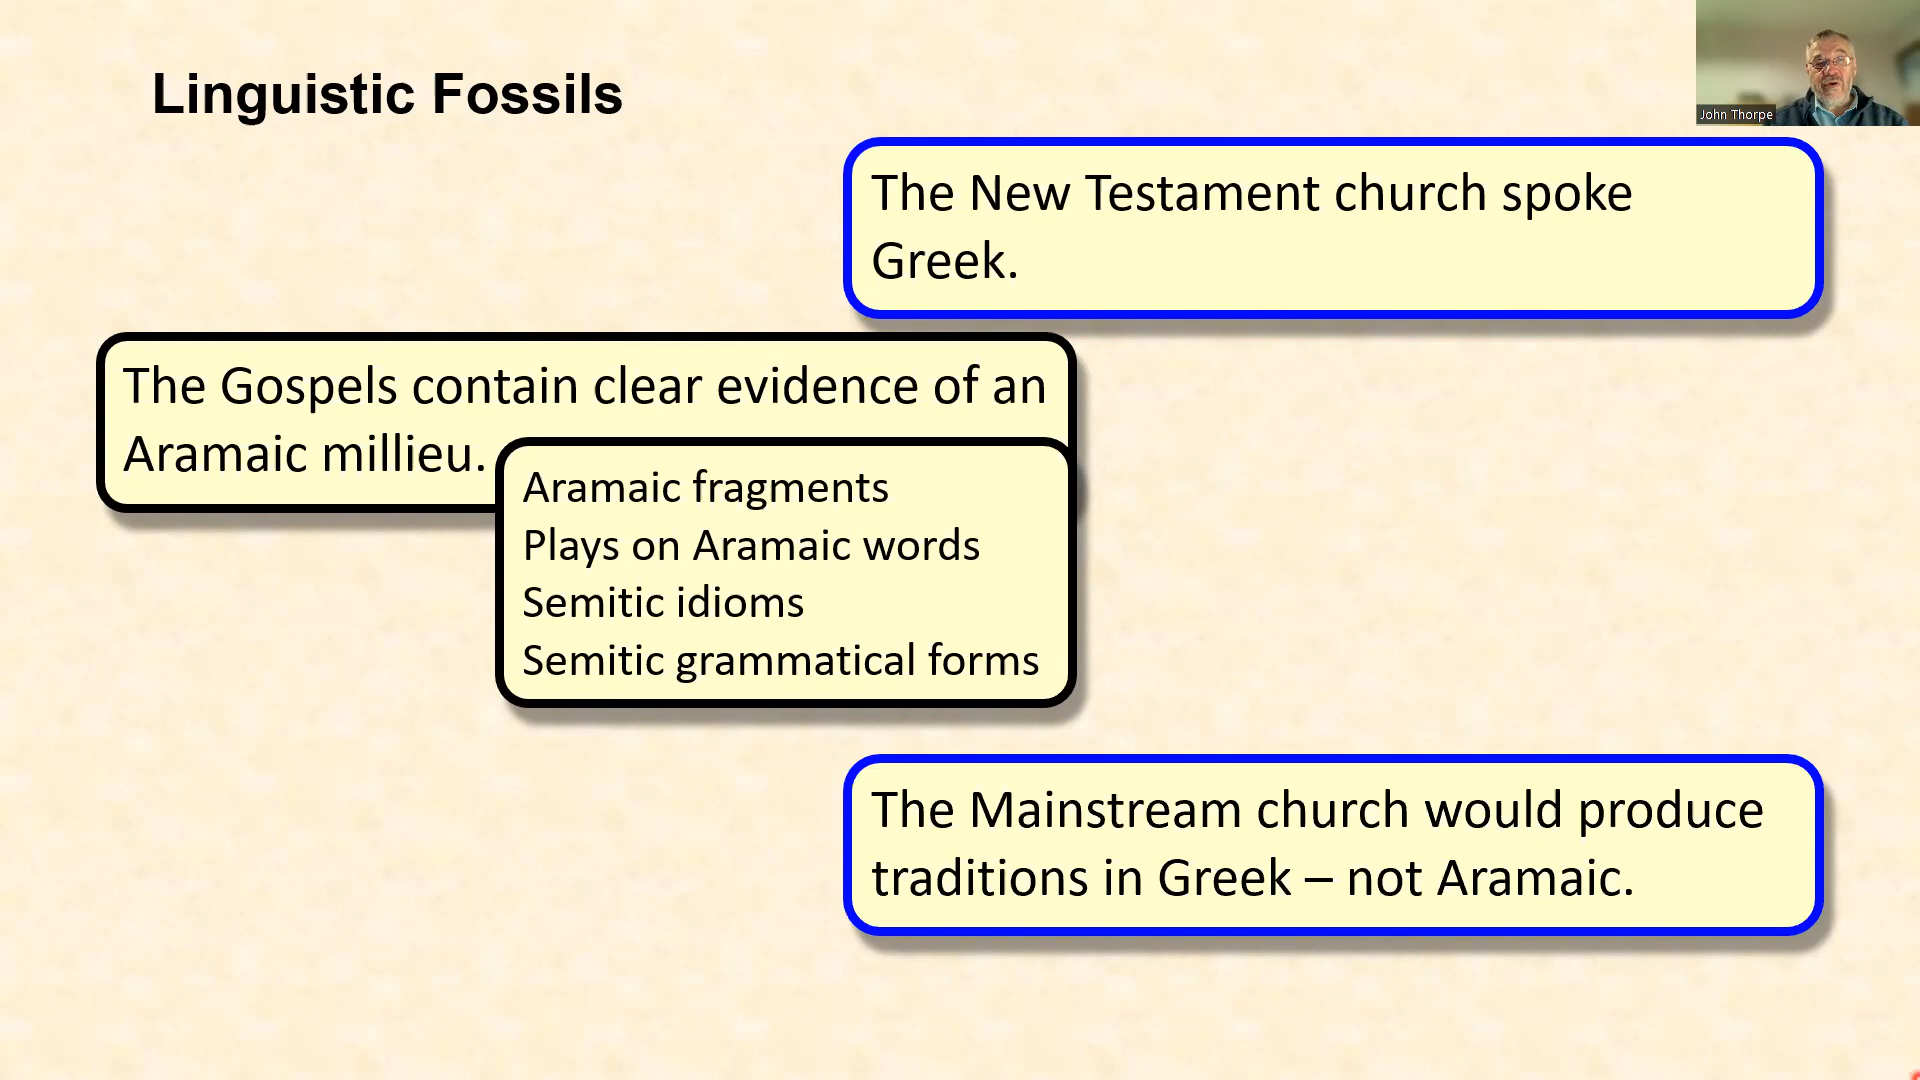 Linguistic Fossils
John Thorpe
The New Testament church spoke
Greek.
The Gospels contain clear evidence of an
Aramaic millieu.
Aramaic fragments
Plays on Aramaic words
Semitic idioms
Semitic grammatical forms
The Mainstream church would produce
traditions in Greek – not Aramaic.